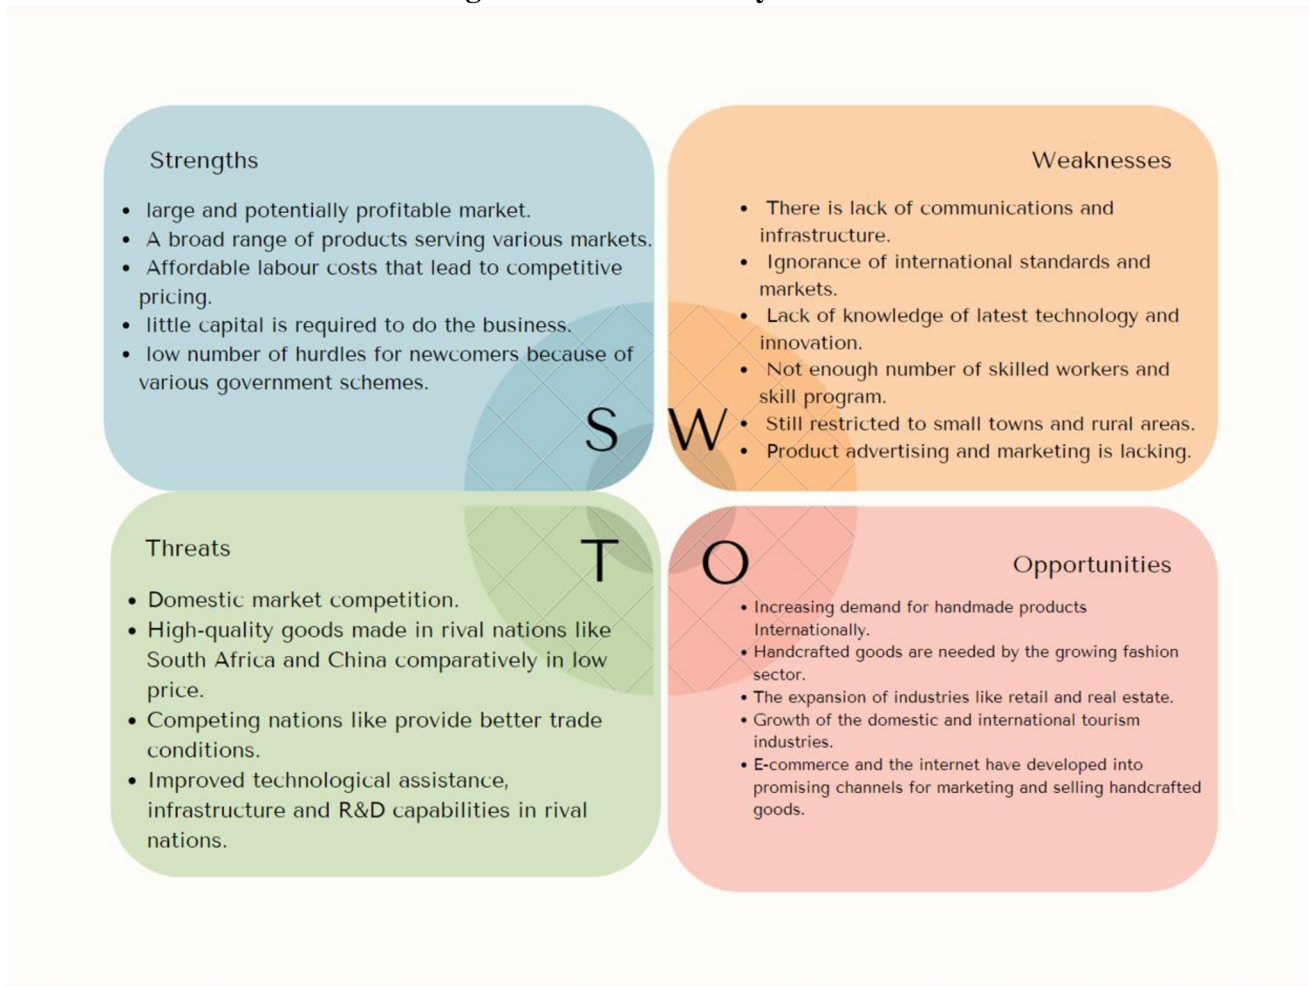 Strengths
• large and potentially profitable market.
• A broad range of products serving various markets.
• Affordable labour costs that lead to competitive
pricing.
• little capital is required to do the business.
• low number of hurdles for newcomers because of
various government schemes.
S
Weaknesses
• There is lack of communications and
infrastructure.
• Ignorance of international standards and
markets.
• Lack of knowledge of latest technology and
innovation.
• Not enough number of skilled workers and
skill program.
• Still restricted to small towns and rural areas.
• Product advertising and marketing is lacking.
W
Threats
• Domestic market competition.
• High-quality goods made in rival nations like
South Africa and China comparatively in low
price.
• Competing nations like provide better trade
conditions.
• Improved technological assistance,
infrastructure and R&D capabilities in rival
nations.
T
Opportunities
• Increasing demand for handmade products
Internationally.
• Handcrafted goods are needed by the growing fashion
sector.
• The expansion of industries like retail and real estate.
• Growth of the domestic and international tourism
industries.
• E-commerce and the internet have developed into
promising channels for marketing and selling handcrafted
goods.
O